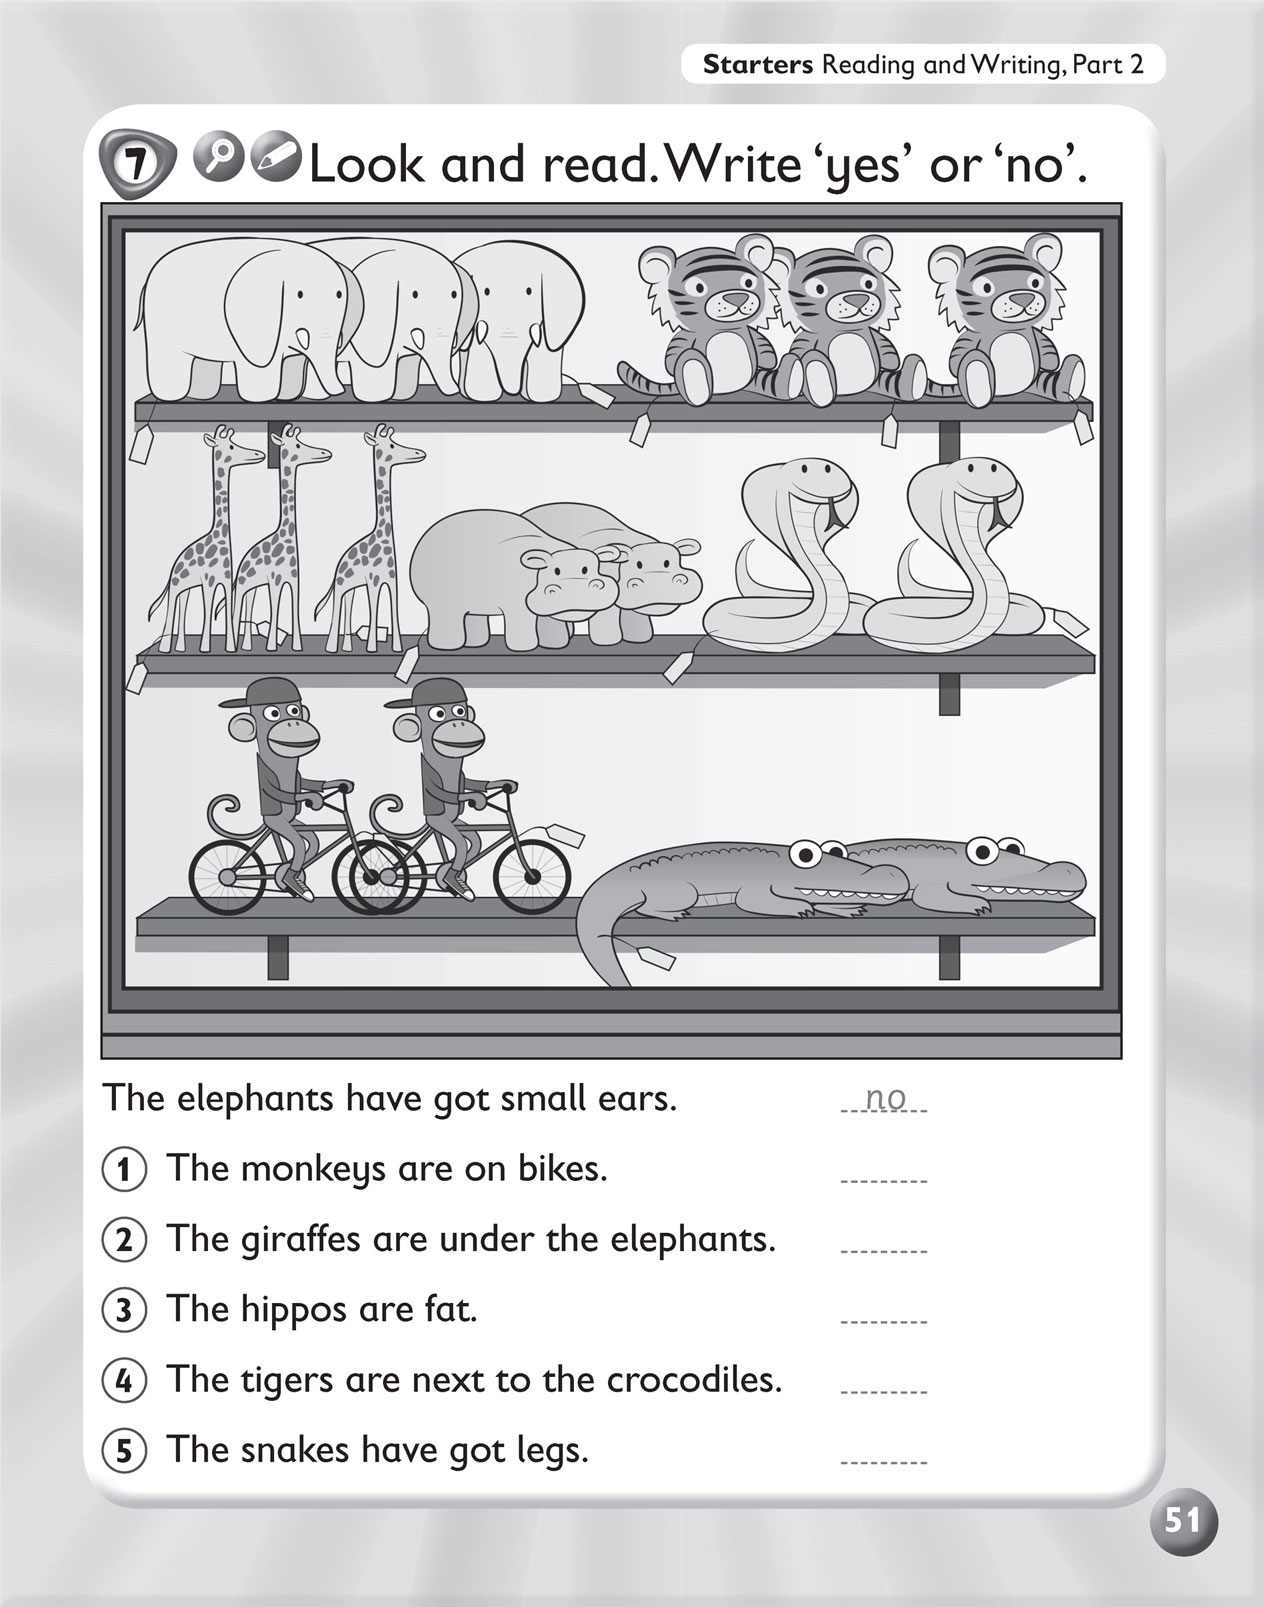 Starters Reading and Writing, Part 2
7 Look and read. Write ‘yes’ or ‘no’.
The elephants have got small ears. no
1 The monkeys are on bikes.
2 The giraffes are under the elephants.
3 The hippos are fat.
4 The tigers are next to the crocodiles.
5 The snakes have got legs.
51